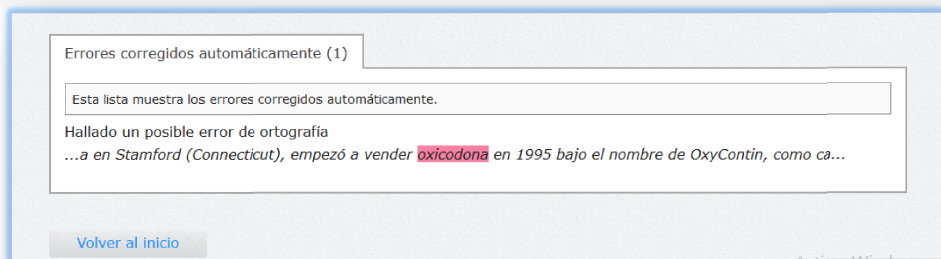 Errores corregidos automáticamente (1)
Esta lista muestra los errores corregidos automáticamente.
Hallado un posible error de ortografía
...a en Stamford (Connecticut), empezó a vender oxicodona en 1995 bajo el nombre de OxyContin, como ca...
Volver al inicio